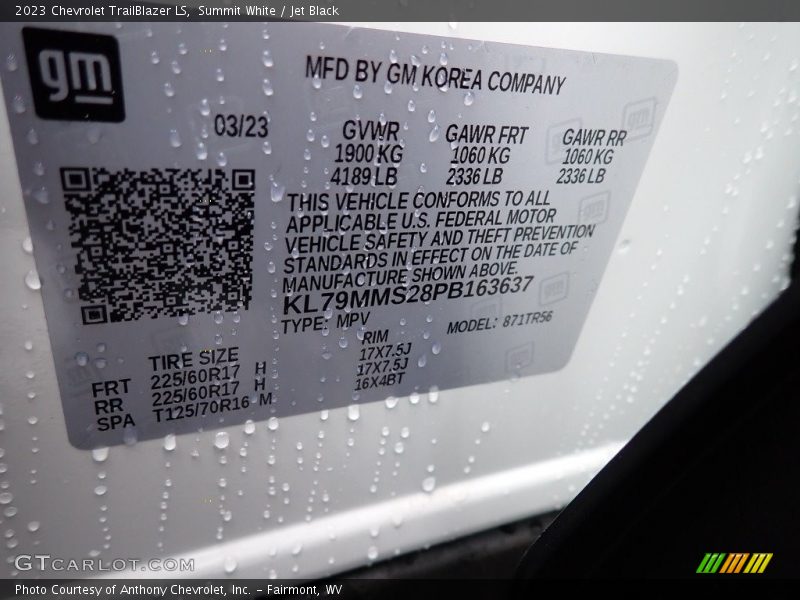 2023 Chevrolet TrailBlazer LS, Summit White / Jet Black
gm
MFD BY GM KOREA COMPANY
03/23
GVWR GAWR FRT GAWR RR
1900 KG 1060 KG 1060 KG
4189 LB 2336 LB 2336 LB
THIS VEHICLE CONFORMS TO ALL
APPLICABLE U.S. FEDERAL MOTOR
VEHICLE SAFETY AND THEFT PREVENTION
STANDARDS IN EFFECT ON THE DATE OF
MANUFACTURE SHOWN ABOVE.
KL79MMS28PB163637
TYPE: MPV MODEL: 871TR56
TIRE SIZE RIM
FRT 225/60R17 H 17X7.5J
RR 225/60R17 H 17X7.5J
SPA T125/70R16 M 16X4BT
GTCARLOT.COM
Photo Courtesy of Anthony Chevrolet, Inc. – Fairmont, WV